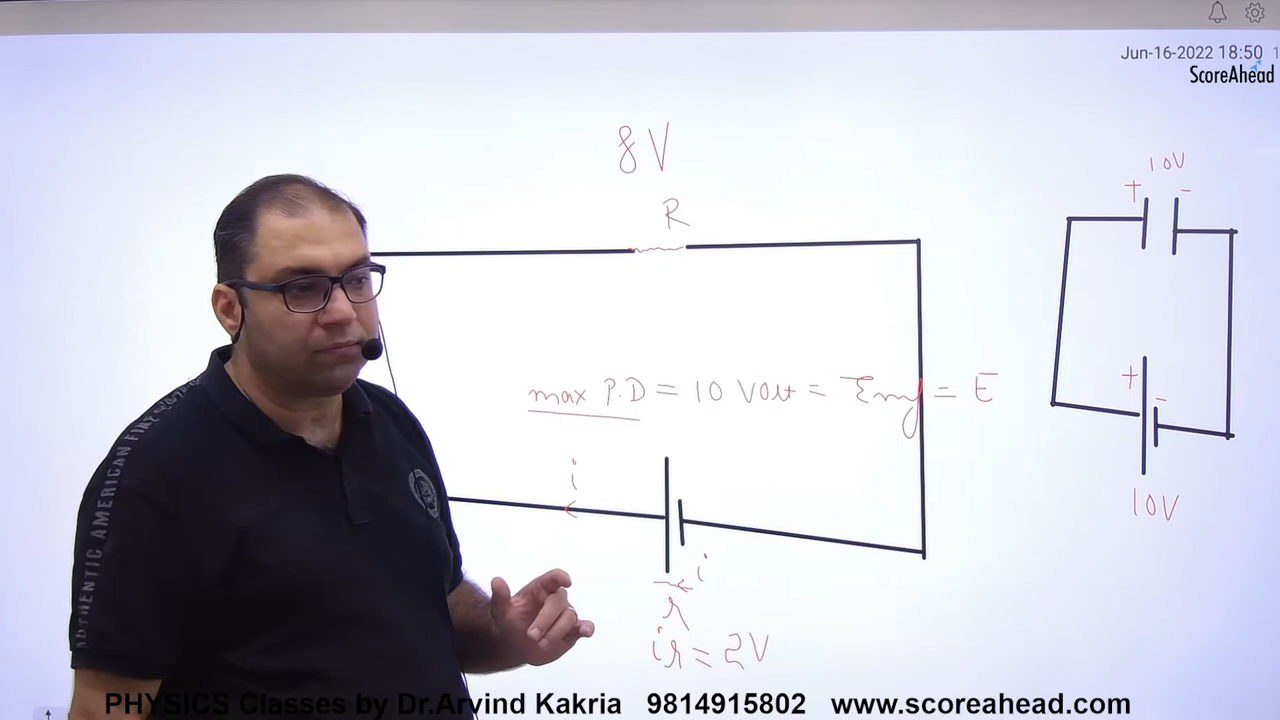 Jun-16-2022 18:50 1
ScoreAhead
8V
R
10V
+ -
max P.D = 10 Volt = Emf = E
+ -
i
10V
i
r
ir = 2V
AUTHENTIC AMERICAN
PHYSICS Classes by Dr.Arvind Kakria 9814915802 www.scoreahead.com